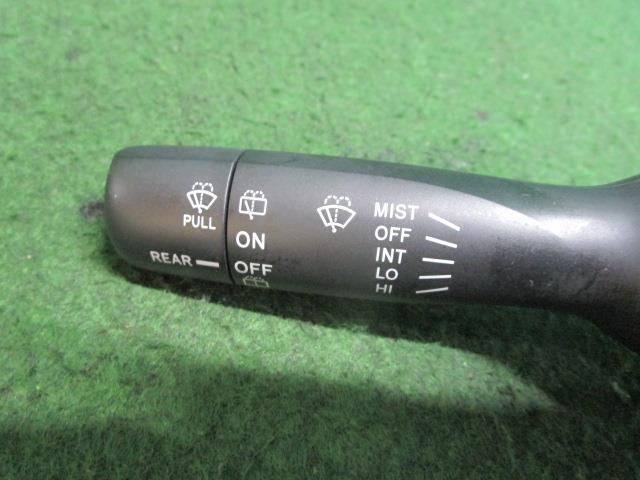 PULL
REAR
ON
OFF
MIST
OFF
INT
LO
HI